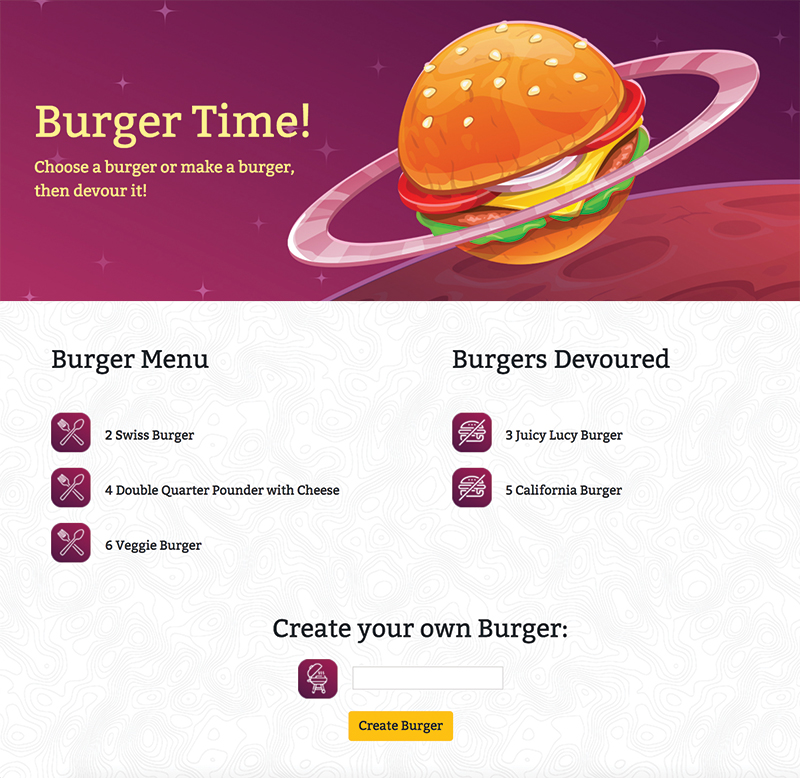 Burger Time!
Choose a burger or make a burger,
then devour it!
Burger Menu
2 Swiss Burger
4 Double Quarter Pounder with Cheese
6 Veggie Burger
Burgers Devoured
3 Juicy Lucy Burger
5 California Burger
Create your own Burger:
Create Burger